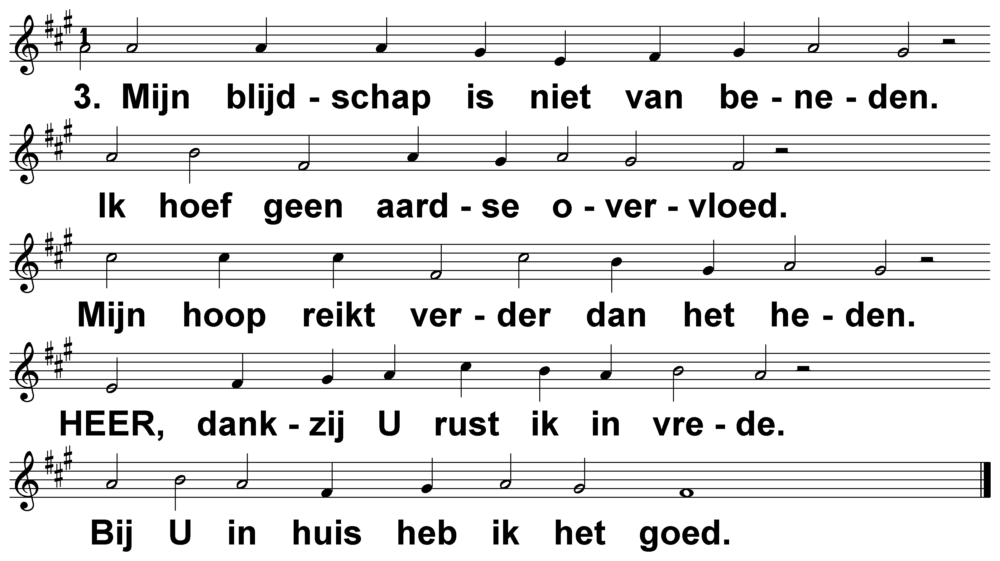 1
3. Mijn blijd - schap is niet van be - ne - den.
Ik hoef geen aard - se o - ver - vloed.
Mijn hoop reikt ver - der dan het he - den.
HEER, dank - zij U rust ik in vre - de.
Bij U in huis heb ik het goed.